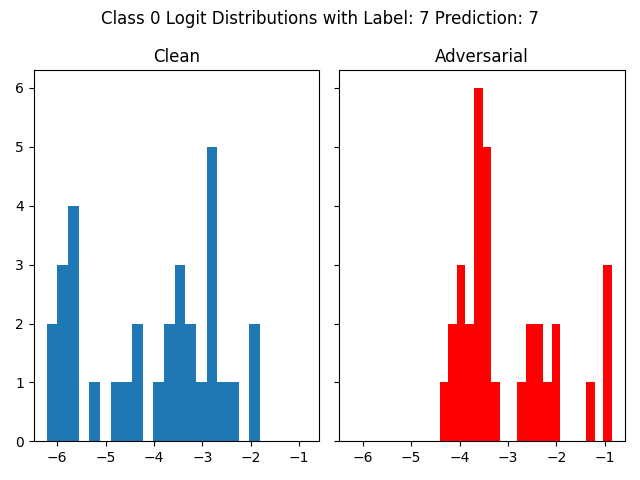 Class 0 Logit Distributions with Label: 7 Prediction: 7
Clean
Adversarial
6
5
4
3
2
1
0
−6 −5 −4 −3 −2 −1
−6 −5 −4 −3 −2 −1